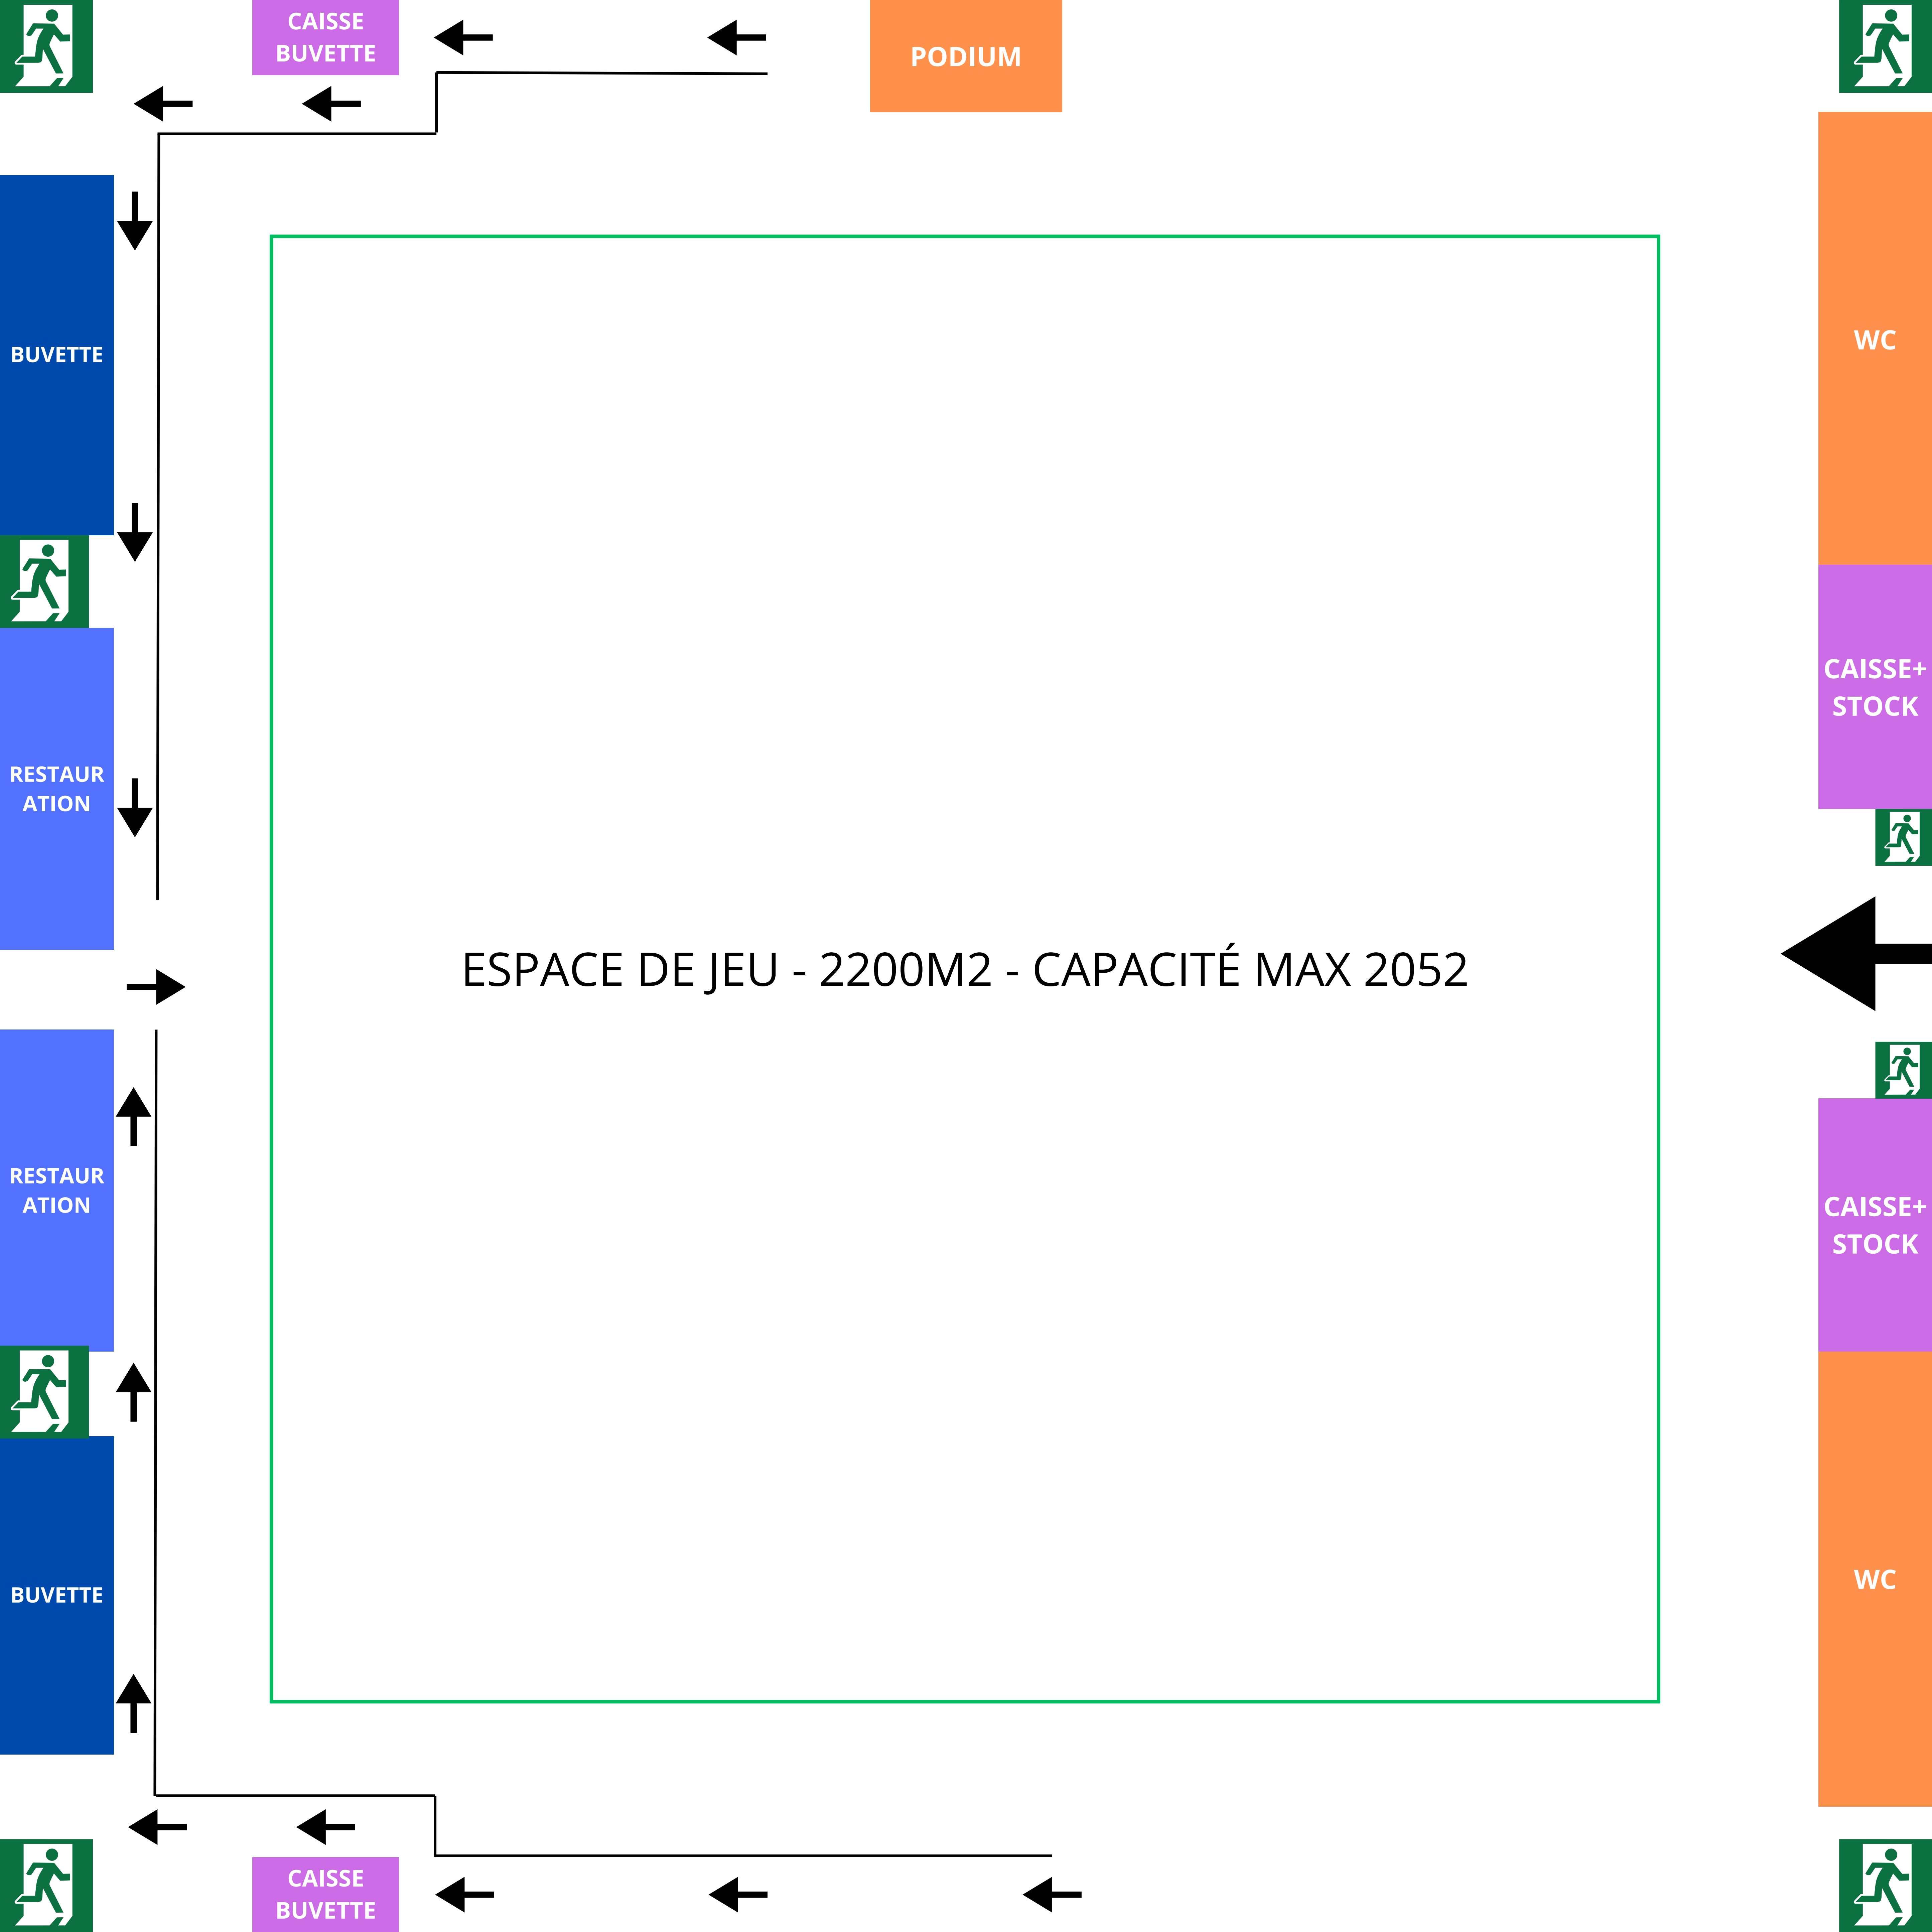 CAISSE
BUVETTE
PODIUM
BUVETTE
WC
CAISSE+
STOCK
RESTAUR
ATION
ESPACE DE JEU - 2200M2 - CAPACITÉ MAX 2052
RESTAUR
ATION
CAISSE+
STOCK
BUVETTE
WC
CAISSE
BUVETTE